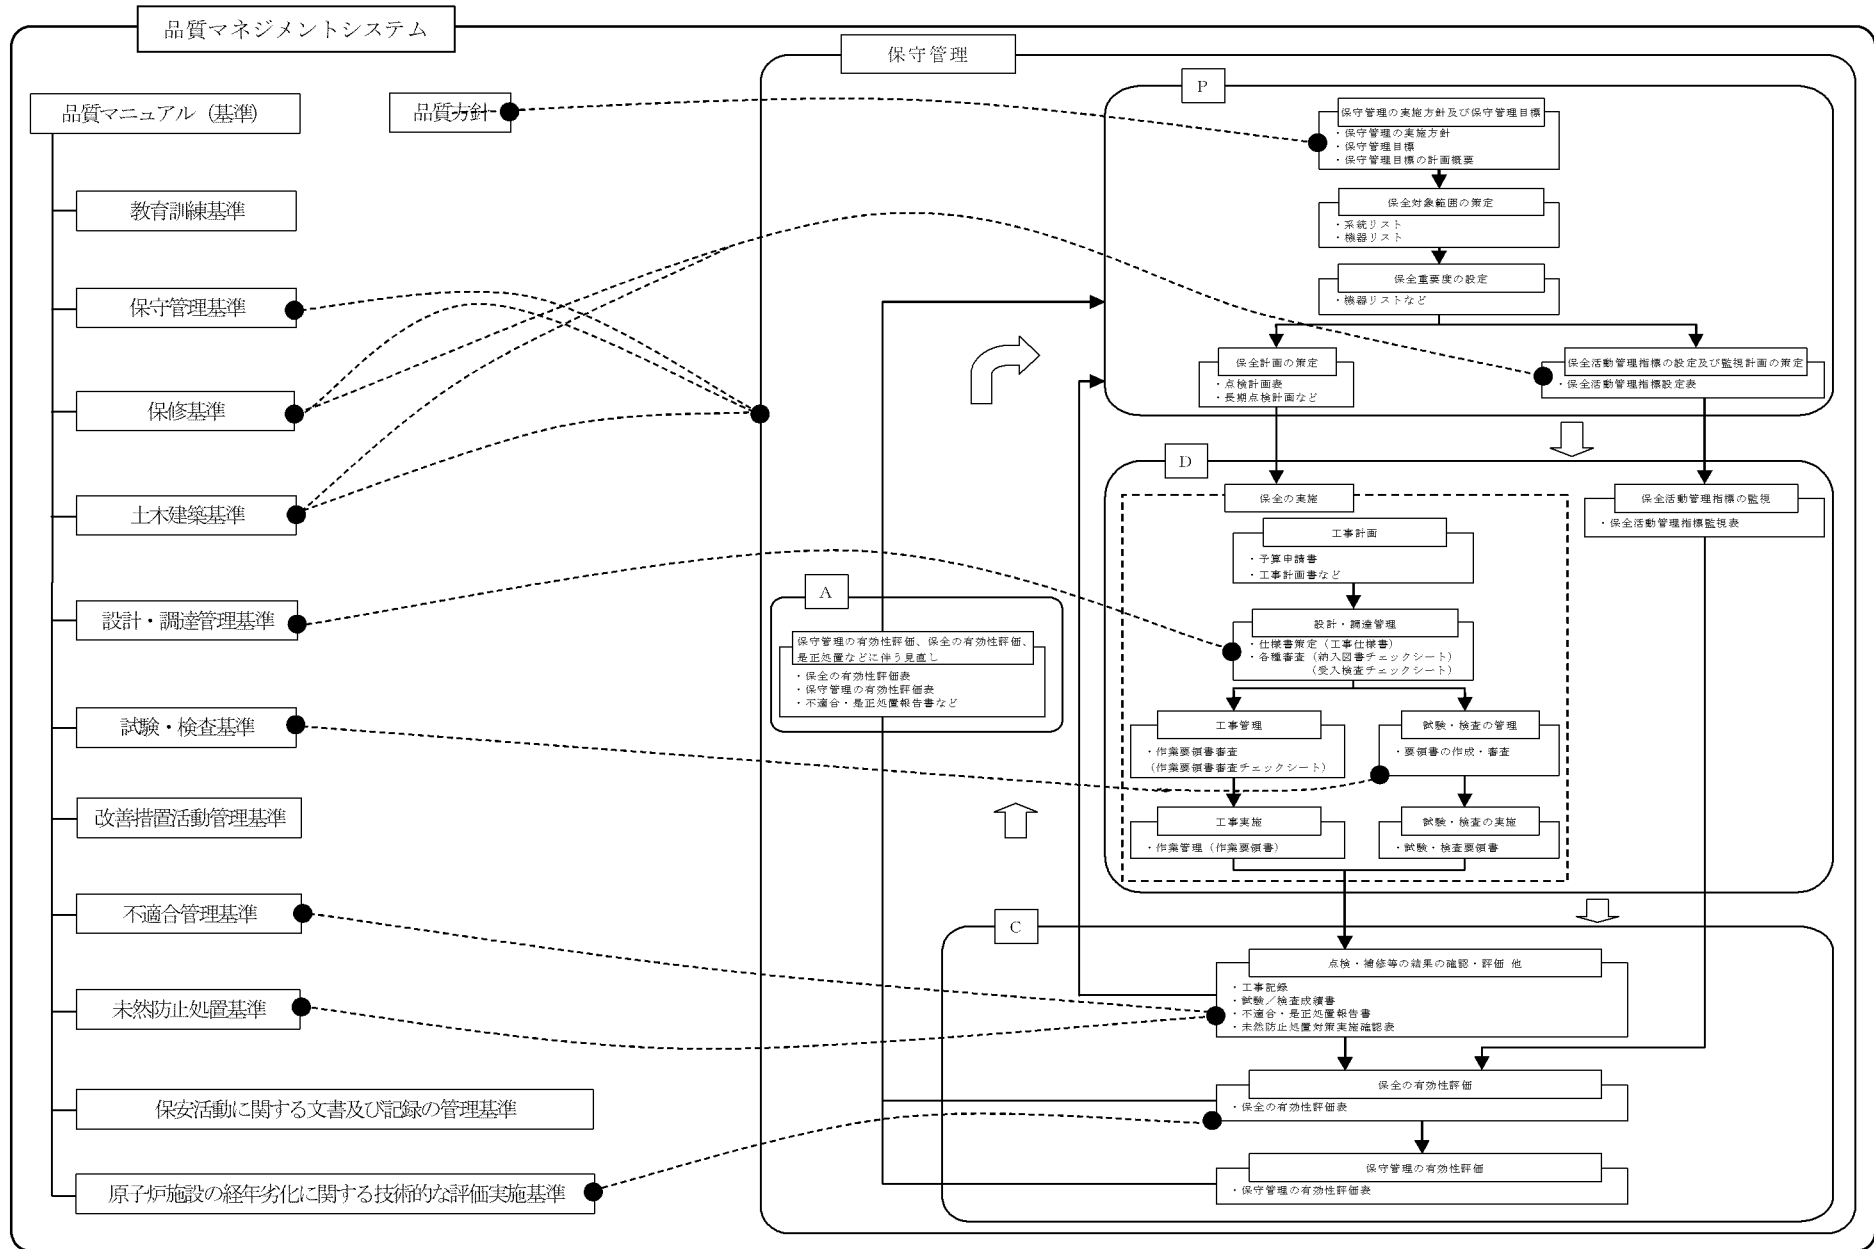 品質マネジメントシステム
保守管理
品質マニュアル（基準）
品質方針
教育訓練基準
保守管理基準
保修基準
土木建築基準
設計・調達管理基準
試験・検査基準
改善措置活動管理基準
不適合管理基準
未然防止処置基準
保安活動に関する文書及び記録の管理基準
原子炉施設の経年劣化に関する技術的な評価実施基準
P
保守管理の実施方針及び保守管理目標
・保守管理の実施方針
・保守管理目標
・保守管理目標の計画概要
保全対象範囲の策定
・系統リスト
・機器リスト
保全重要度の設定
・機器リストなど
保全計画の策定
・点検計画表
・長期点検計画など
保全活動管理指標の設定及び監視計画の策定
・保全活動管理指標設定表
D
保全の実施
工事計画
・予算申請書
・工事計画書など
設計・調達管理
・仕様書策定（工事仕様書）
・各種審査（納入図書チェックシート）
（受入検査チェックシート）
工事管理
・作業要領書審査
（作業要領書審査チェックシート）
試験・検査の管理
・要領書の作成・審査
工事実施
・作業管理（作業要領書）
試験・検査の実施
・試験・検査要領書
保全活動管理指標の監視
・保全活動管理指標監視表
A
保守管理の有効性評価、保全の有効性評価、
是正処置などに伴う見直し
・保全の有効性評価表
・保守管理の有効性評価表
・不適合・是正処置報告書など
C
点検・補修等の結果の確認・評価 他
・工事記録
・試験／検査成績書
・不適合・是正処置報告書
・未然防止処置対策実施確認表
保全の有効性評価
・保全の有効性評価表
保守管理の有効性評価
・保守管理の有効性評価表